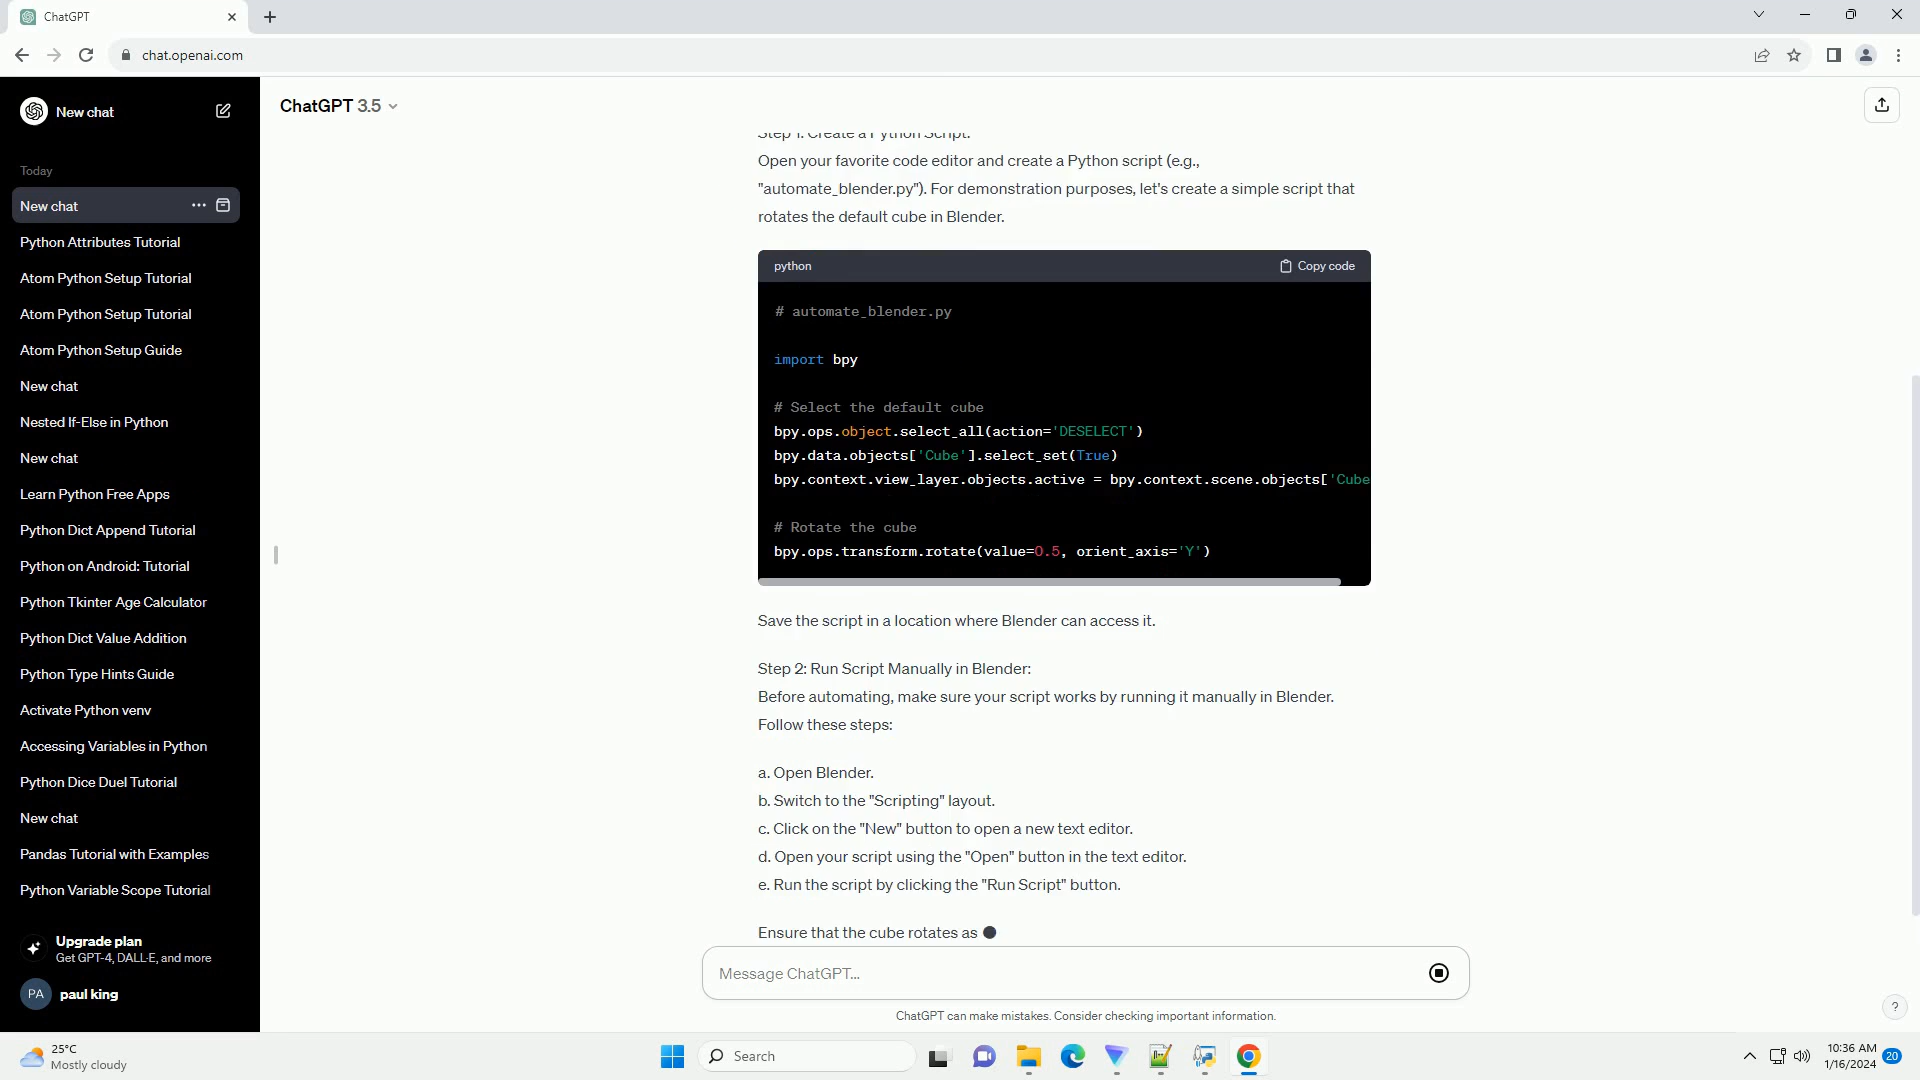 ChatGPT
chat.openai.com
New chat
ChatGPT 3.5
Today
New chat
Python Attributes Tutorial
Atom Python Setup Tutorial
Atom Python Setup Tutorial
Atom Python Setup Guide
New chat
Nested If-Else in Python
New chat
Learn Python Free Apps
Python Dict Append Tutorial
Python on Android: Tutorial
Python Tkinter Age Calculator
Python Dict Value Addition
Python Type Hints Guide
Activate Python venv
Accessing Variables in Python
Python Dice Duel Tutorial
New chat
Pandas Tutorial with Examples
Python Variable Scope Tutorial
Upgrade plan
Get GPT-4, DALL·E, and more
PA paul king
Step 1: Create a Python Script:
Open your favorite code editor and create a Python script (e.g.,
"automate_blender.py"). For demonstration purposes, let's create a simple script that
rotates the default cube in Blender.
python Copy code
# automate_blender.py
import bpy
# Select the default cube
bpy.ops.object.select_all(action='DESELECT')
bpy.data.objects['Cube'].select_set(True)
bpy.context.view_layer.objects.active = bpy.context.scene.objects['Cube
# Rotate the cube
bpy.ops.transform.rotate(value=0.5, orient_axis='Y')
Save the script in a location where Blender can access it.
Step 2: Run Script Manually in Blender:
Before automating, make sure your script works by running it manually in Blender.
Follow these steps:
a. Open Blender.
b. Switch to the "Scripting" layout.
c. Click on the "New" button to open a new text editor.
d. Open your script using the "Open" button in the text editor.
e. Run the script by clicking the "Run Script" button.
Ensure that the cube rotates as
Message ChatGPT...
ChatGPT can make mistakes. Consider checking important information.
?
25°C
Mostly cloudy
Search
10:36 AM
1/16/2024
20